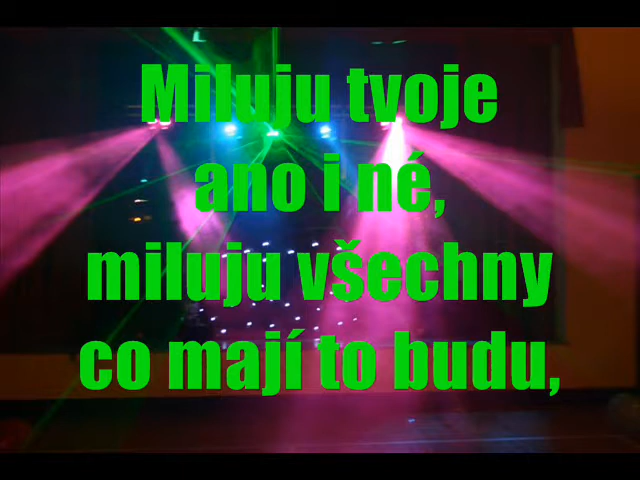 Miluju tvoje
ano i né,
miluju všechny
co mají to budu,